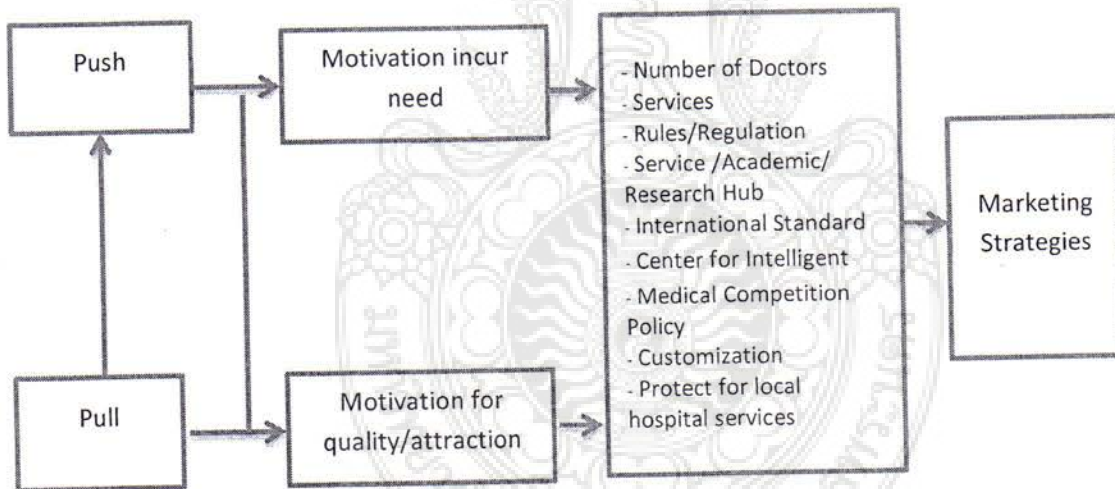 Push
Motivation incur
need
- Number of Doctors
- Services
- Rules/Regulation
- Service /Academic/
Research Hub
- International Standard
- Center for Intelligent
- Medical Competition
Policy
- Customization
- Protect for local
hospital services
Marketing
Strategies
Pull
Motivation for
quality/attraction